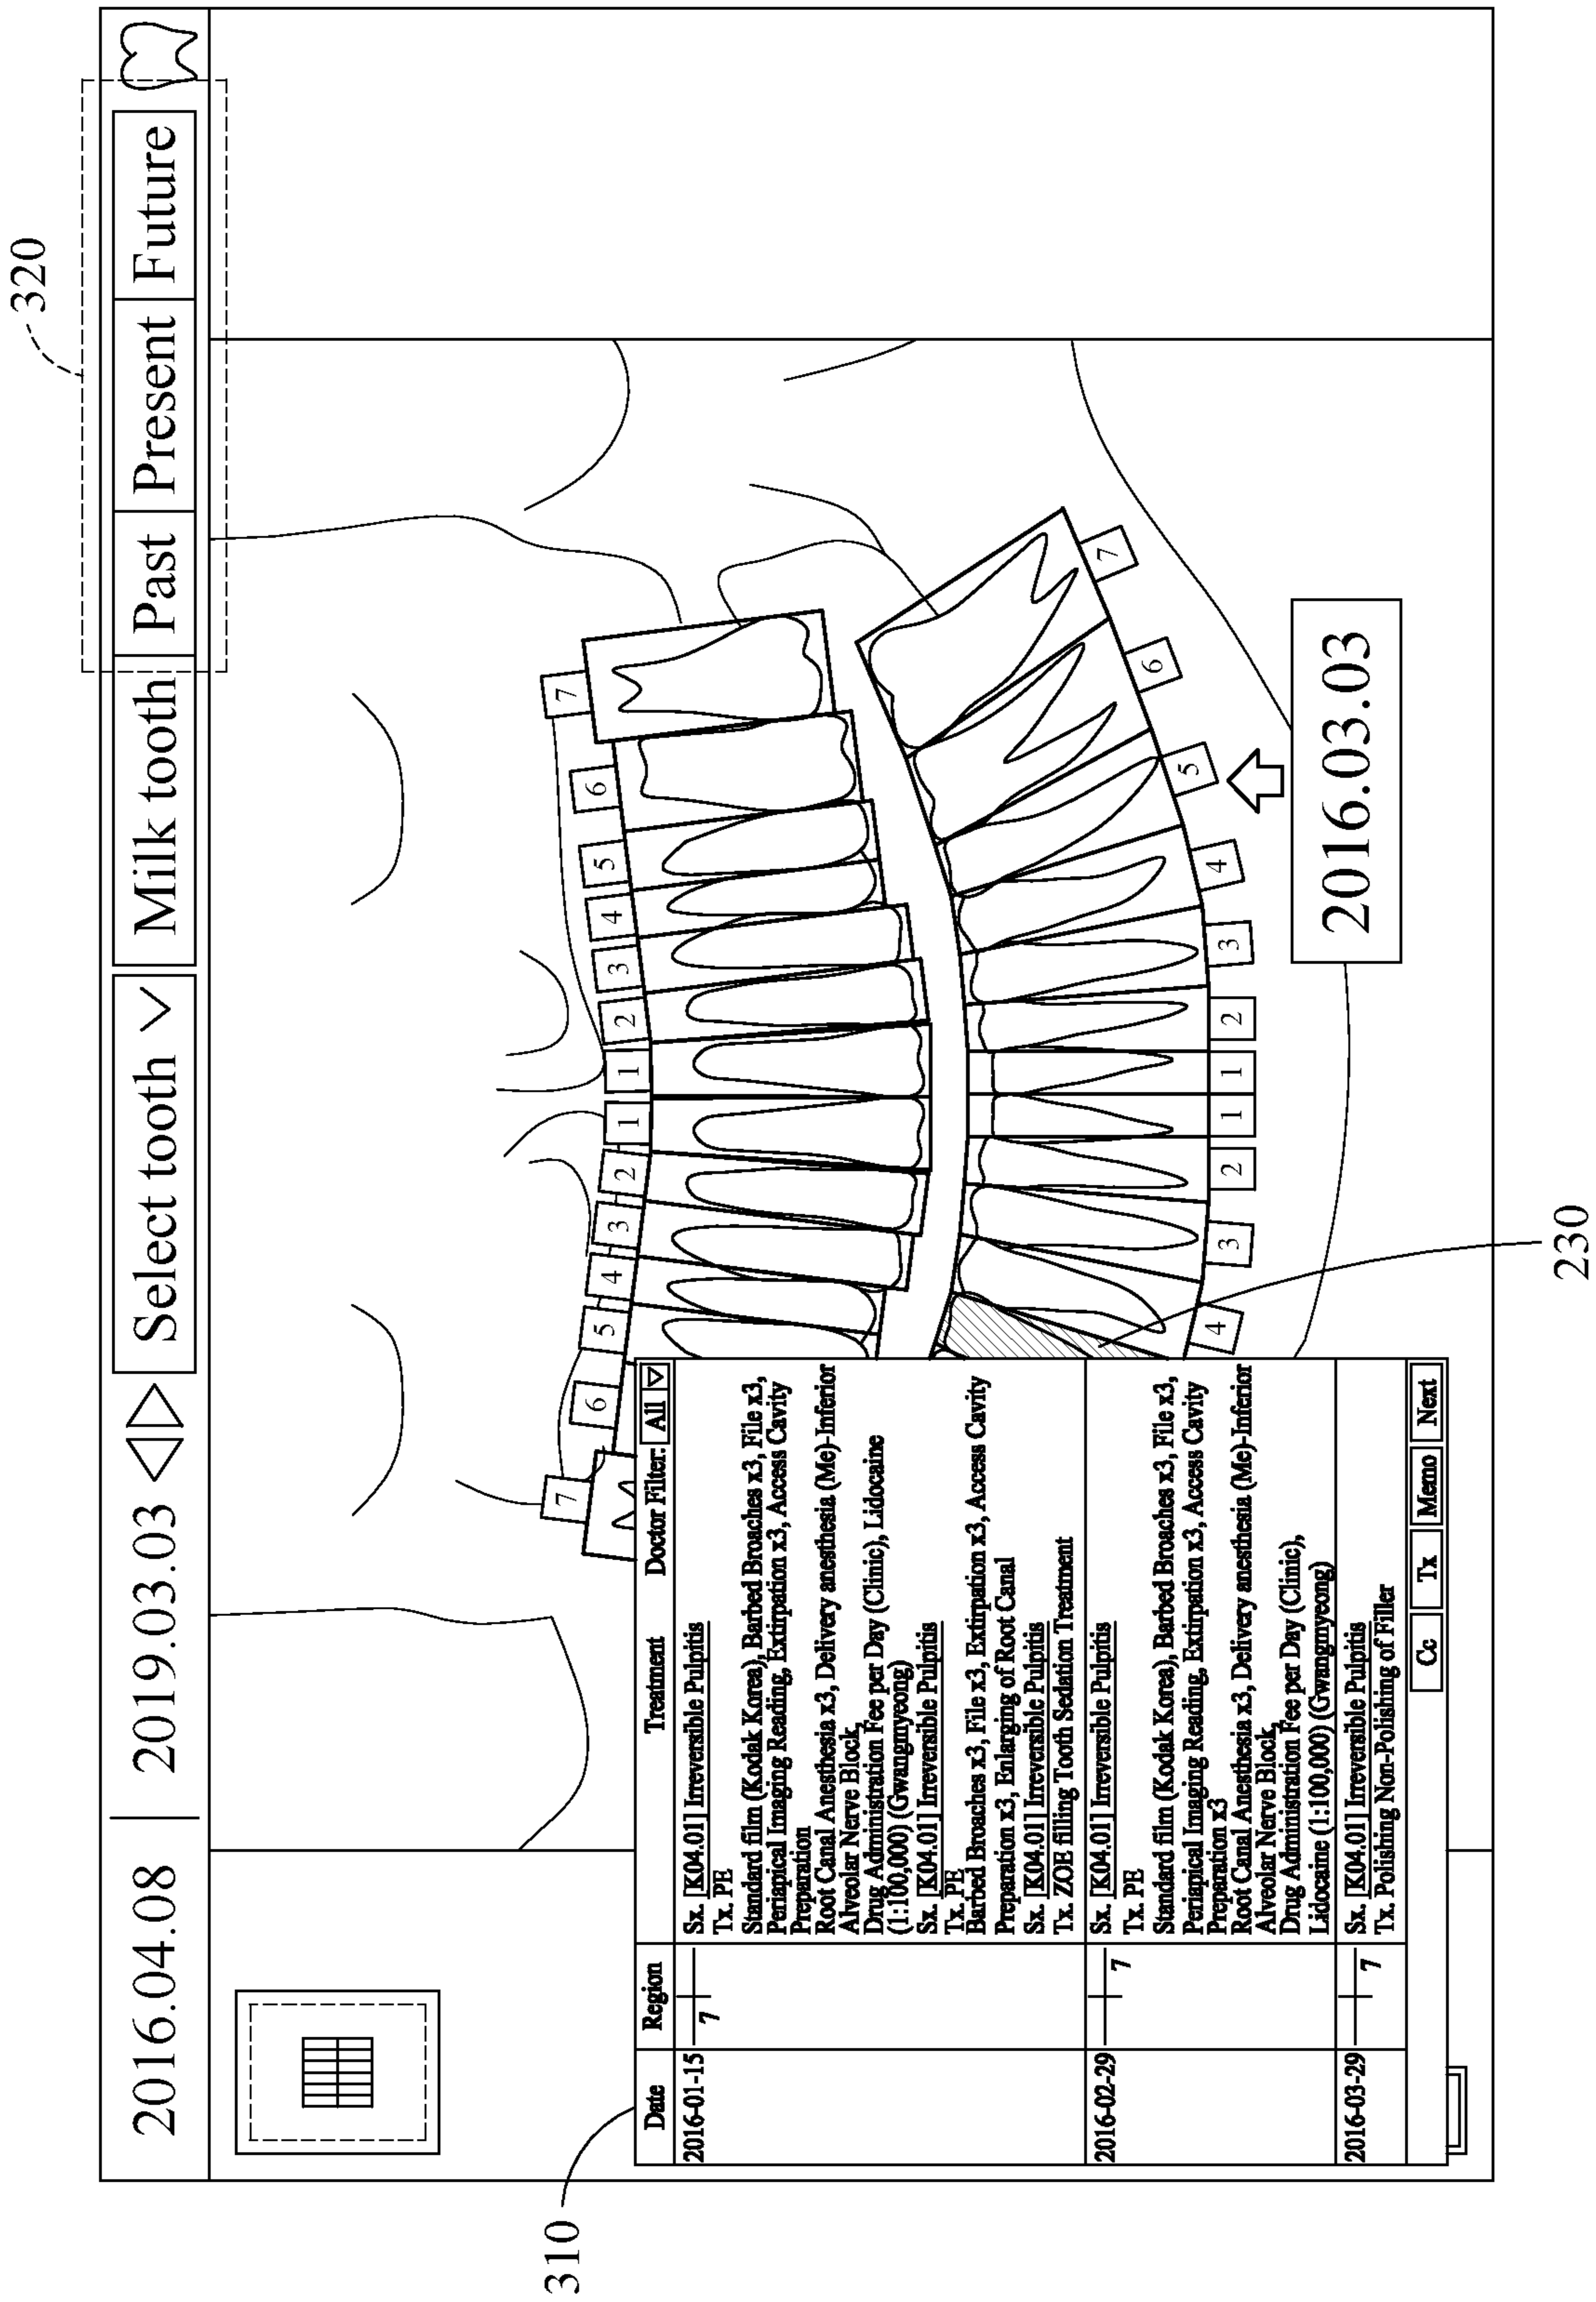 320
2016.04.08
2019.03.03
Select tooth
Milk tooth
Past
Present
Future
7
6
5
4
3
2
1
1
2
3
4
5
6
7
4
3
2
1
1
2
3
4
5
6
7
2016.03.03
230
310
Date
Region
Treatment
Doctor Filter:
All
2016-01-15
7
Sx. [K04.01] Irreversible Pulpitis
Tx. PE
Standard film (Kodak Korea), Barbed Broaches x3, File x3,
Periapical Imaging Reading, Extirpation x3, Access Cavity
Preparation
Root Canal Anesthesia x3, Delivery anesthesia (Me)-Inferior
Alveolar Nerve Block,
Drug Administration Fee per Day (Clinic), Lidocaine
(1:100,000) (Gwangmyeong)
Sx. [K04.01] Irreversible Pulpitis
Tx. PE
Barbed Broaches x3, File x3, Extirpation x3, Access Cavity
Preparation x3, Enlarging of Root Canal
Sx. [K04.01] Irreversible Pulpitis
Tx. ZOE filling Tooth Sedation Treatment
2016-02-29
7
Sx. [K04.01] Irreversible Pulpitis
Tx. PE
Standard film (Kodak Korea), Barbed Broaches x3, File x3,
Periapical Imaging Reading, Extirpation x3, Access Cavity
Preparation x3
Root Canal Anesthesia x3, Delivery anesthesia (Me)-Inferior
Alveolar Nerve Block,
Drug Administration Fee per Day (Clinic),
Lidocaine (1:100,000) (Gwangmyeong)
2016-03-29
7
Sx. [K04.01] Irreversible Pulpitis
Tx. Polishing Non-Polishing of Filler
Cc
Tx
Memo
Next